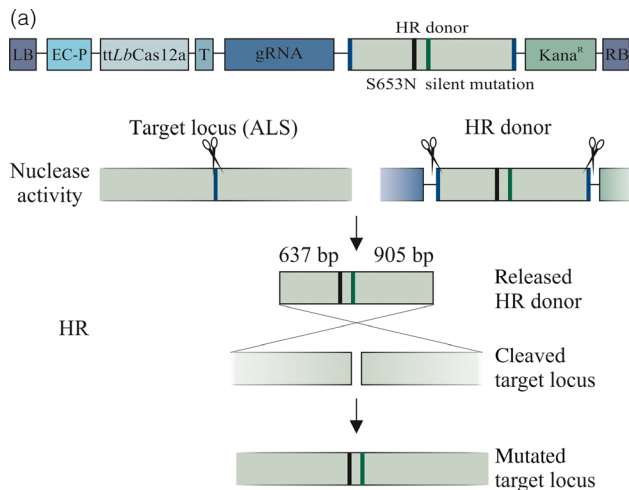 (a)
HR donor
LB EC-P ttLbCas12a T gRNA Kana^R RB
S653N silent mutation
Target locus (ALS) HR donor
Nuclease
activity
637 bp 905 bp
Released
HR donor
HR
Cleaved
target locus
Mutated
target locus